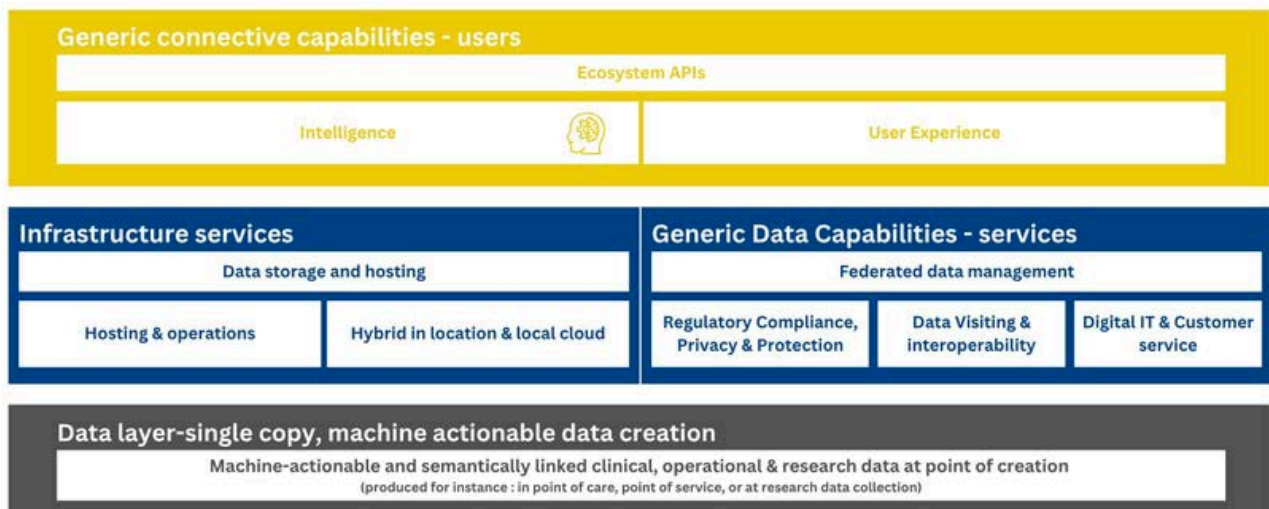 Generic connective capabilities - users
Ecosystem APIs
Intelligence
User Experience
Infrastructure services
Data storage and hosting
Hosting & operations
Hybrid in location & local cloud
Generic Data Capabilities - services
Federated data management
Regulatory Compliance,
Privacy & Protection
Data Visiting &
interoperability
Digital IT & Customer
service
Data layer-single copy, machine actionable data creation
Machine-actionable and semantically linked clinical, operational & research data at point of creation
(produced for instance : in point of care, point of service, or at research data collection)